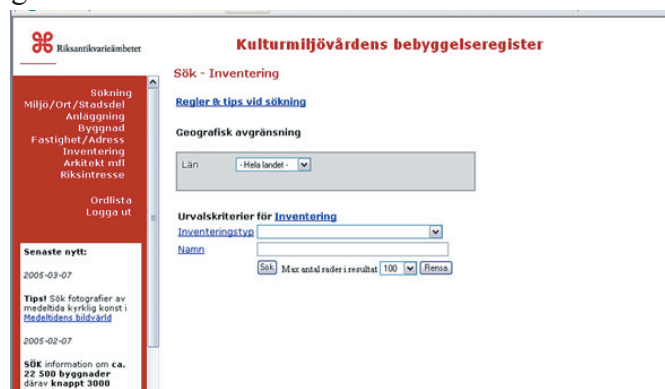 g
Riksantikvarieämbetet
Kulturmiljövårdens bebyggelseregister
Sökning
Miljö/Ort/Stadsdel
Anläggning
Byggnad
Fastighet/Adress
Inventering
Arkitekt mfl
Riksintresse
Ordlista
Logga ut
Senaste nytt:
2005-03-07
Tips! Sök fotografier av
medeltida kyrklig konst i
Medeltidens bildvärld
2005-02-07
SÖK information om ca.
22 500 byggnader
därav knappt 3000
Sök - Inventering
Regler & tips vid sökning
Geografisk avgränsning
Län - Hela landet -
Urvalskriterier för Inventering
Inventeringstyp
Namn
Sök Max antal rader i resultat 100 Rensa